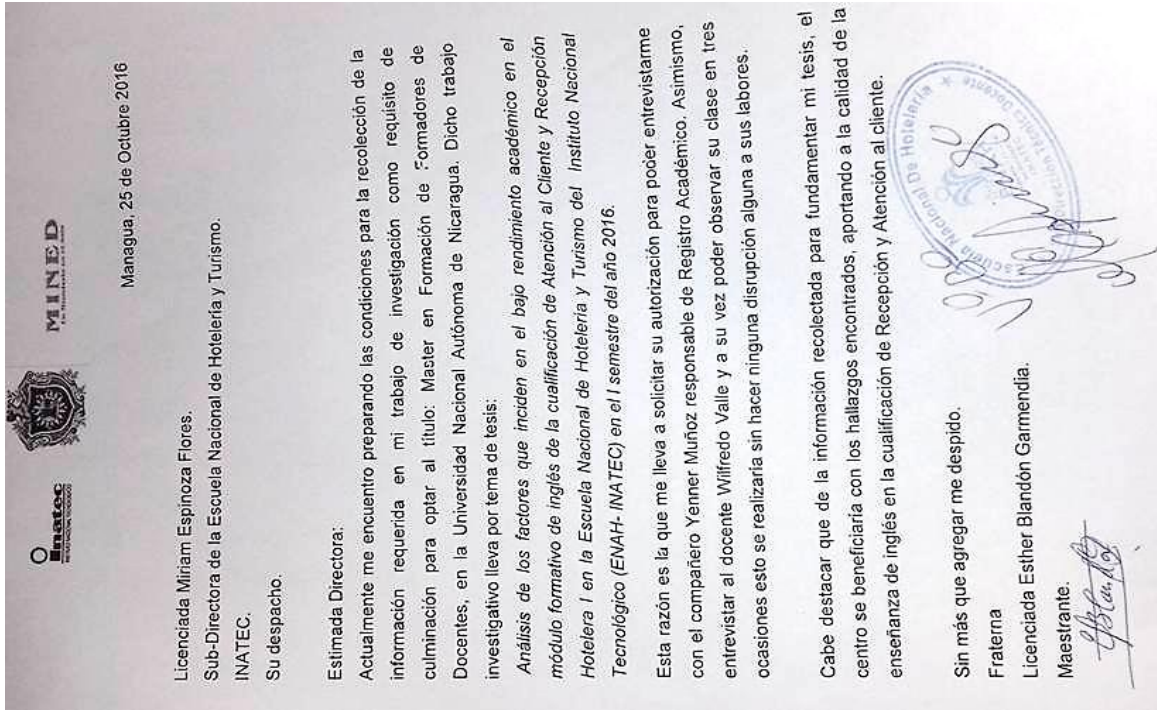 Inatec
MINED
Managua, 25 de Octubre 2016
Licenciada Miriam Espinoza Flores.
Sub-Directora de la Escuela Nacional de Hotelería y Turismo.
INATEC.
Su despacho.
Estimada Directora:
Actualmente me encuentro preparando las condiciones para la recolección de la
información requerida en mi trabajo de investigación como requisito de
culminación para optar al título: Master en Formación de Formadores de
Docentes, en la Universidad Nacional Autónoma de Nicaragua. Dicho trabajo
investigativo lleva por tema de tesis:
Análisis de los factores que inciden en el bajo rendimiento académico en el
módulo formativo de inglés de la cualificación de Atención al Cliente y Recepción
Hotelera I en la Escuela Nacional de Hotelería y Turismo del Instituto Nacional
Tecnológico (ENAH- INATEC) en el I semestre del año 2016.
Esta razón es la que me lleva a solicitar su autorización para poder entrevistarme
con el compañero Yenner Muñoz responsable de Registro Académico. Asimismo,
entrevistar al docente Wilfredo Valle y a su vez poder observar su clase en tres
ocasiones esto se realizaría sin hacer ninguna disrupción alguna a sus labores.
Cabe destacar que de la información recolectada para fundamentar mi tesis, el
centro se beneficiaría con los hallazgos encontrados, aportando a la calidad de la
enseñanza de inglés en la cualificación de Recepción y Atención al cliente.
Sin más que agregar me despido.
Fraterna
Licenciada Esther Blandón Garmendia.
Maestrante.
Escuela Nacional De Hotelería
Dirección Técnica Docente
INATEC